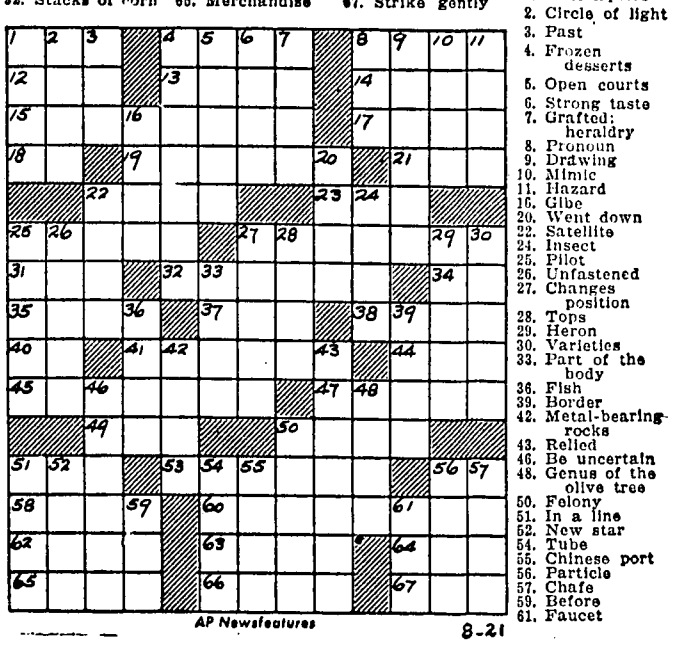 Stacks of corn 66. Merchandise 67. Strike gently
2. Circle of light
3. Past
4. Frozen
desserts
5. Open courts
6. Strong taste
7. Grafted:
heraldry
8. Pronoun
9. Drawing
10. Mimic
11. Hazard
16. Gibe
20. Went down
22. Satellite
24. Insect
25. Pilot
26. Unfastened
27. Changes
position
28. Tops
29. Heron
30. Varieties
33. Part of the
body
36. Fish
39. Border
42. Metal-bearing
rocks
43. Relied
46. Be uncertain
48. Genus of the
olive tree
50. Felony
51. In a line
52. New star
54. Tube
55. Chinese port
56. Particle
57. Chafe
59. Before
61. Faucet
1 2 3 4 5 6 7 8 9 10 11
12 13 14
15 16 17
18 19 20 21
22 23 24
25 26 27 28 29 30
31 32 33 34
35 36 37 38 39
40 41 42 43 44
45 46 47 48
49 50
51 52 53 54 55 56 57
58 59 60 61
62 63 64
65 66 67
AP Newsfeatures
8-21